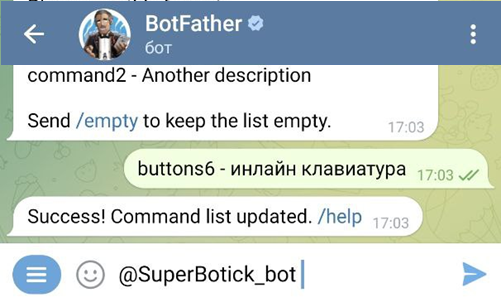 BotFather
бот
command2 - Another description
Send /empty to keep the list empty.
17:03
buttons6 - инлайн клавиатура 17:03
Success! Command list updated. /help 17:03
@SuperBotick_bot